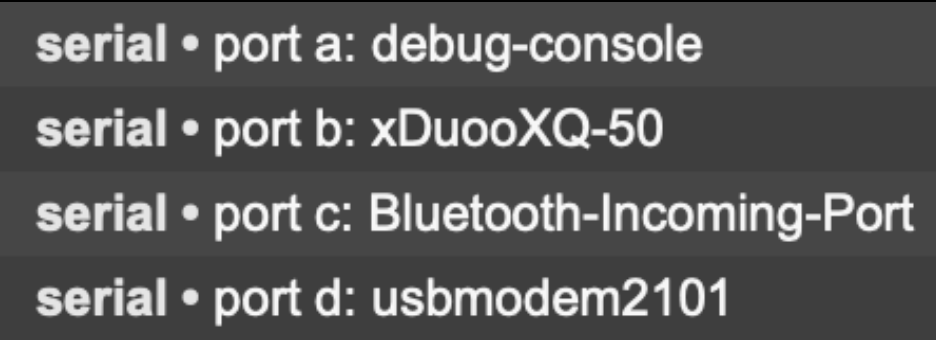 serial • port a: debug-console
serial • port b: xDuooXQ-50
serial • port c: Bluetooth-Incoming-Port
serial • port d: usbmodem2101